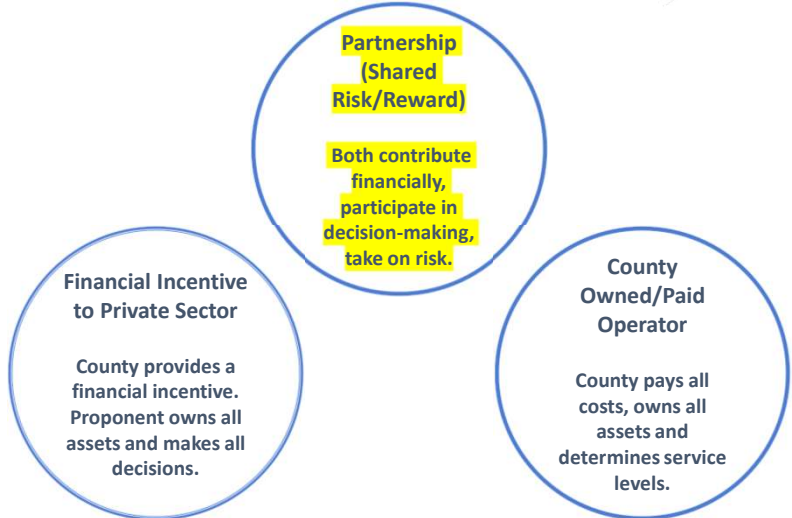 Partnership
(Shared
Risk/Reward)
Both contribute
financially,
participate in
decision-making,
take on risk.
Financial Incentive
to Private Sector
County provides a
financial incentive.
Proponent owns all
assets and makes all
decisions.
County
Owned/Paid
Operator
County pays all
costs, owns all
assets and
determines service
levels.